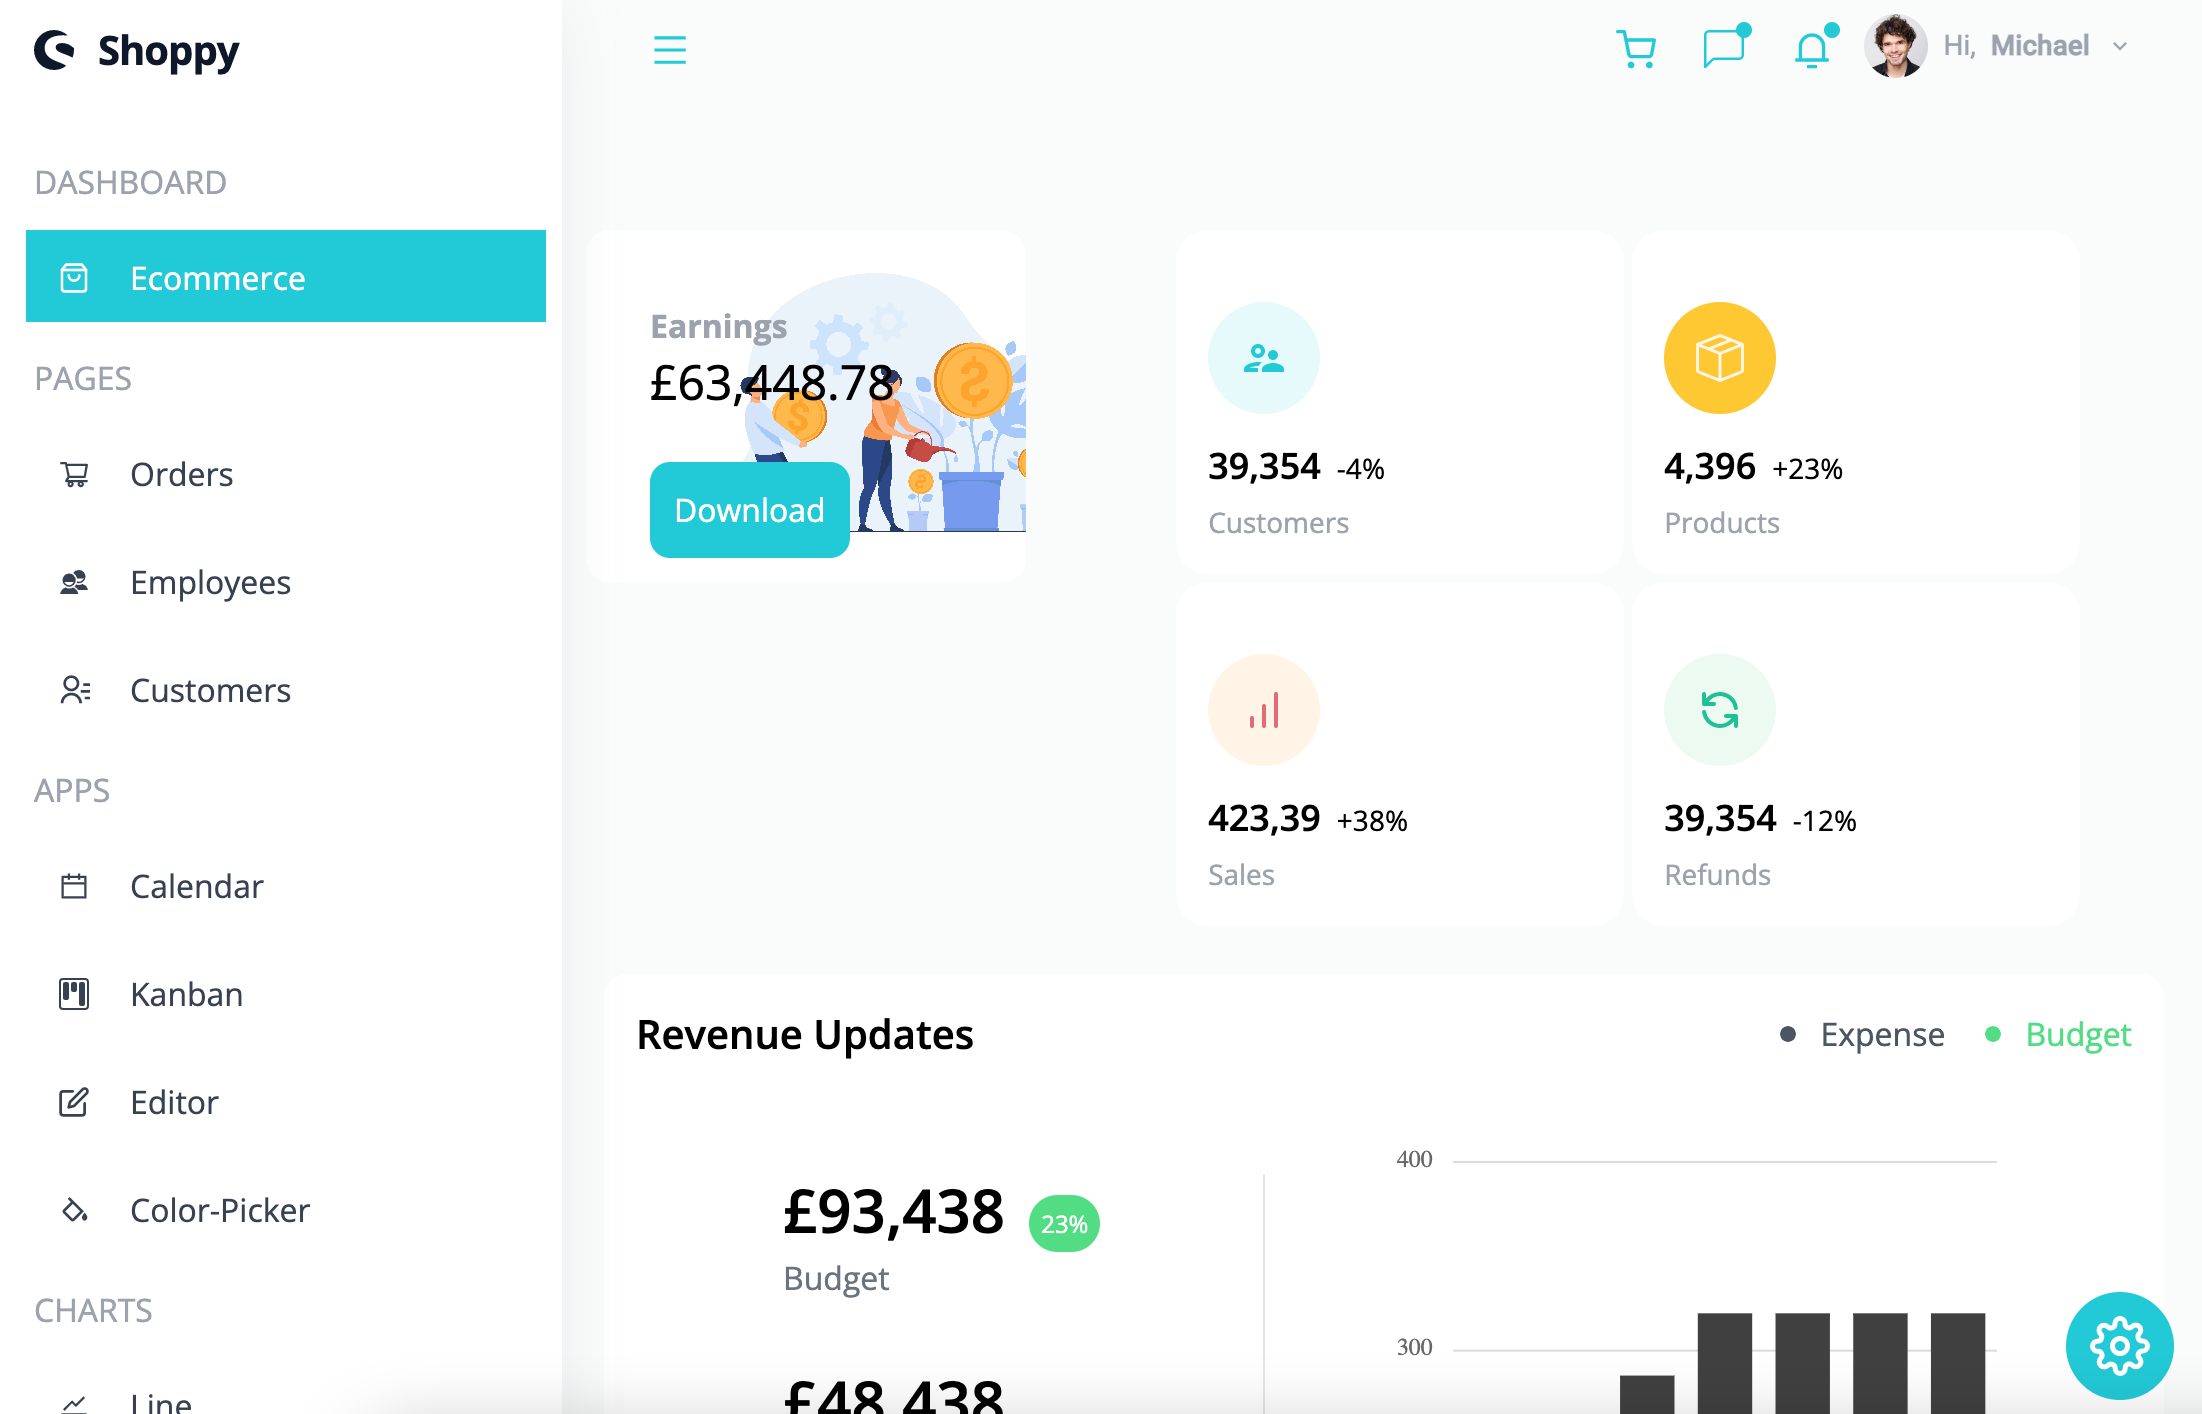 Shoppy
Hi, Michael
DASHBOARD
Ecommerce
PAGES
Orders
Employees
Customers
APPS
Calendar
Kanban
Editor
Color-Picker
CHARTS
Line
Earnings
£63,448.78
Download
39,354 -4%
Customers
4,396 +23%
Products
423,39 +38%
Sales
39,354 -12%
Refunds
Revenue Updates
Expense
Budget
£93,438 23%
Budget
£48,438
400
300